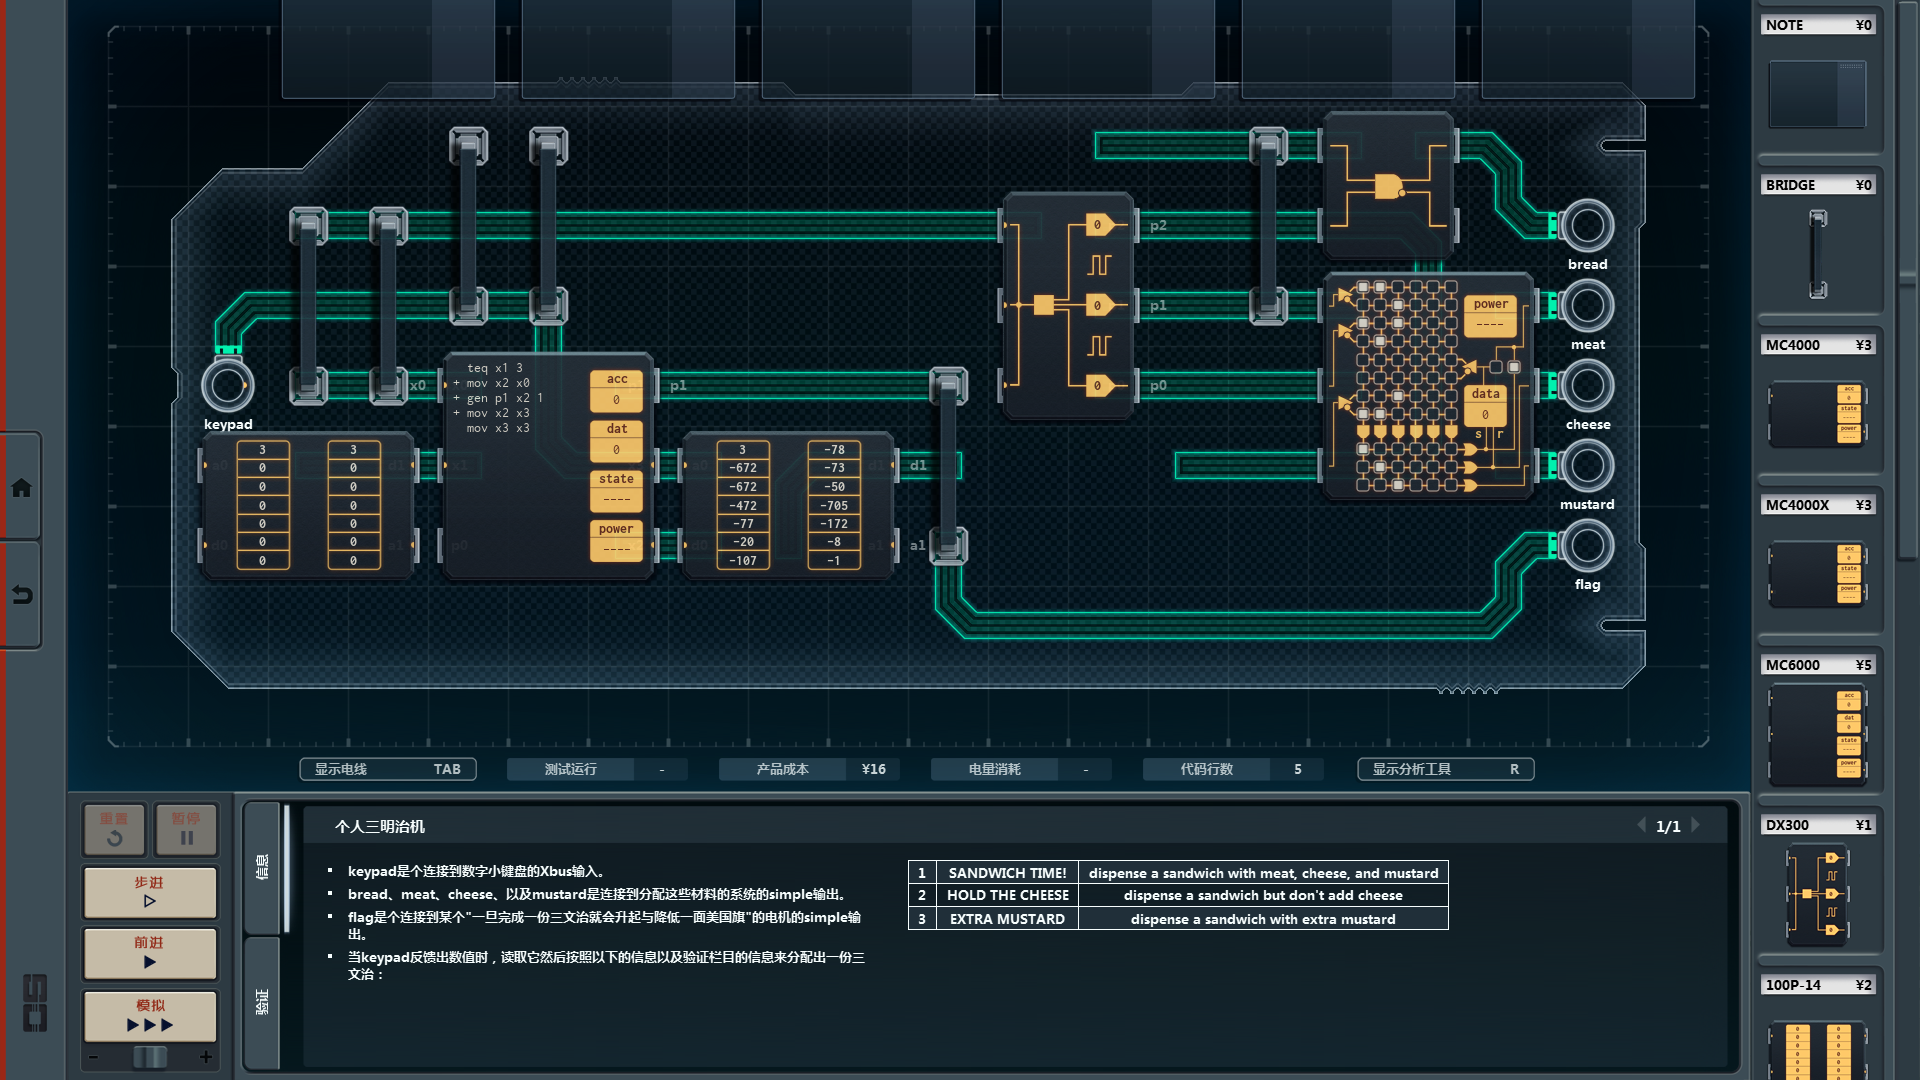 NOTE ¥0
BRIDGE ¥0
MC4000 ¥3
MC4000X ¥3
MC6000 ¥5
DX300 ¥1
100P-14 ¥2
keypad
bread
meat
cheese
mustard
flag
x0
teq x1 3
+ mov x2 x0
+ gen p1 x2 1
+ mov x2 x3
mov x3 x3
acc
0
dat
0
state
----
power
----
p1
a0
d0
d1
a1
3 3
0 0
0 0
0 0
0 0
0 0
0 0
x1
p0
a0
d0
d1
a1
3 -78
-672 -73
-672 -50
-472 -705
-77 -172
-20 -8
-107 -1
d1
a1
0
0
0
p2
p1
p0
power
----
data
0
s r
显示电线 TAB
测试运行 -
产品成本 ¥16
电量消耗 -
代码行数 5
显示分析工具 R
重置
暂停
步进
前进
模拟
- +
信息
验证
个人三明治机
1/1
▪ keypad是个连接到数字小键盘的Xbus输入。
▪ bread、meat、cheese、以及mustard是连接到分配这些材料的系统的simple输出。
▪ flag是个连接到某个"一旦完成一份三文治就会升起与降低一面美国旗"的电机的simple输
出。
▪ 当keypad反馈出数值时，读取它然后按照以下的信息以及验证栏目的信息来分配出一份三
文治：
1 SANDWICH TIME! dispense a sandwich with meat, cheese, and mustard
2 HOLD THE CHEESE dispense a sandwich but don't add cheese
3 EXTRA MUSTARD dispense a sandwich with extra mustard